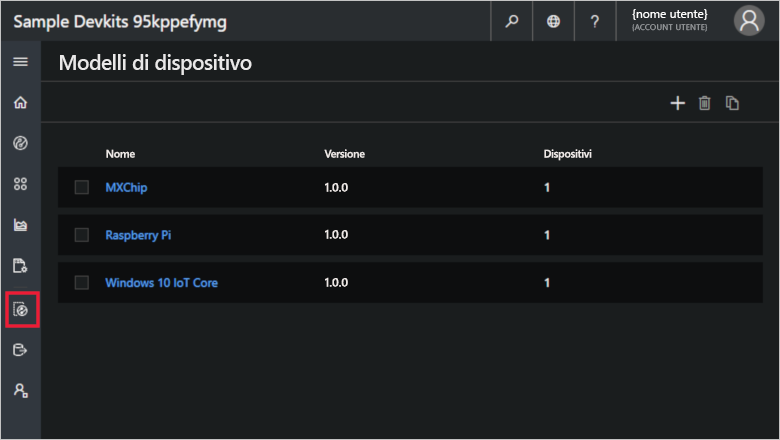 Sample Devkits 95kppefymg
?
{nome utente}
(ACCOUNT UTENTE)
Modelli di dispositivo
Nome Versione Dispositivi
MXChip 1.0.0 1
Raspberry Pi 1.0.0 1
Windows 10 IoT Core 1.0.0 1